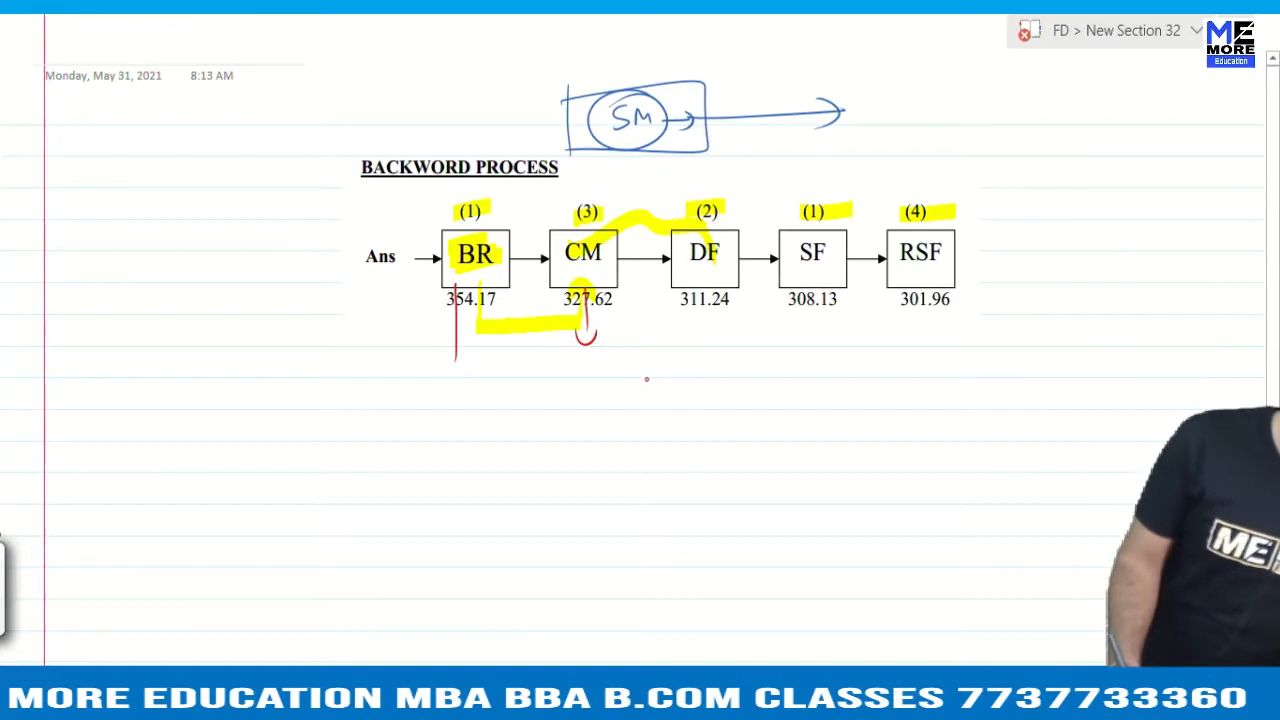 FD > New Section 32
ME
MORE
Education
Monday, May 31, 2021 8:13 AM
SM
BACKWORD PROCESS
(1) (3) (2) (1) (4)
Ans BR CM DF SF RSF
354.17 327.62 311.24 308.13 301.96
ME
MORE EDUCATION MBA BBA B.COM CLASSES 7737733360